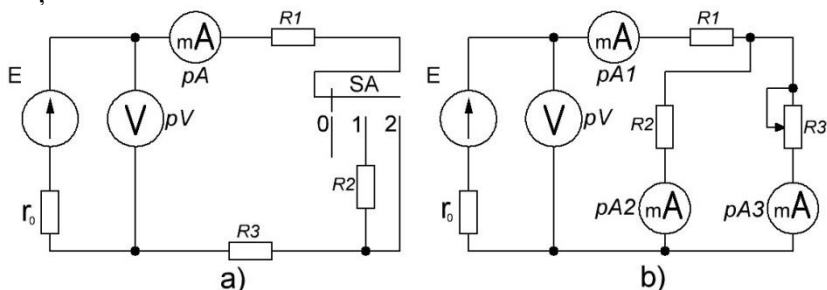 R1
mA
pA
E
V pV
SA
0 1 2
R2
r₀
R3
a)
R1
mA
pA1
E
V pV
R2
R3
r₀
pA2 mA
pA3 mA
b)